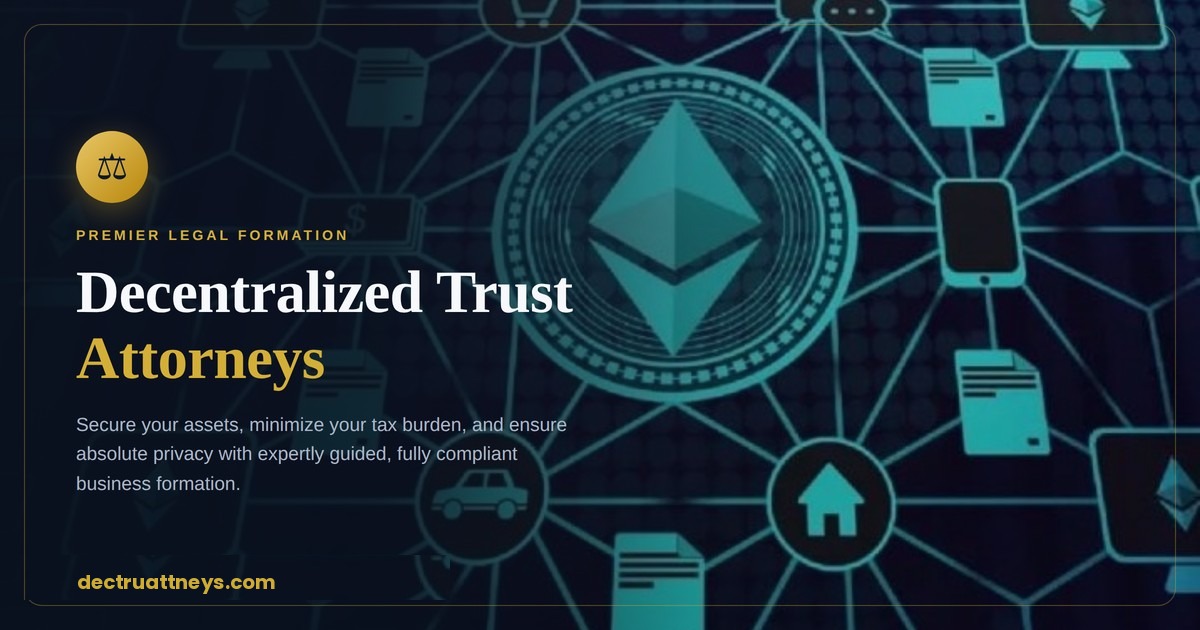 PREMIER LEGAL FORMATION
Decentralized Trust
Attorneys
Secure your assets, minimize your tax burden, and ensure
absolute privacy with expertly guided, fully compliant
business formation.
dectruattneys.com